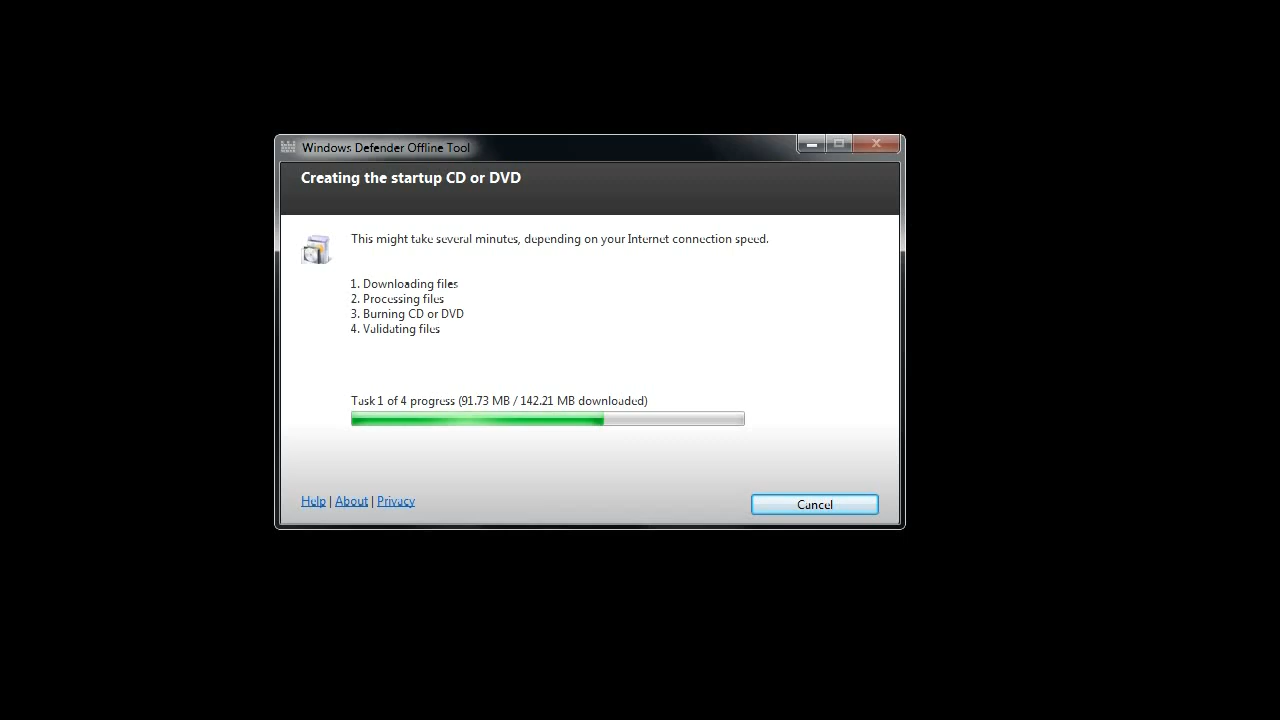 Windows Defender Offline Tool
Creating the startup CD or DVD
This might take several minutes, depending on your Internet connection speed.
1. Downloading files
2. Processing files
3. Burning CD or DVD
4. Validating files
Task 1 of 4 progress (91.73 MB / 142.21 MB downloaded)
Help | About | Privacy
Cancel